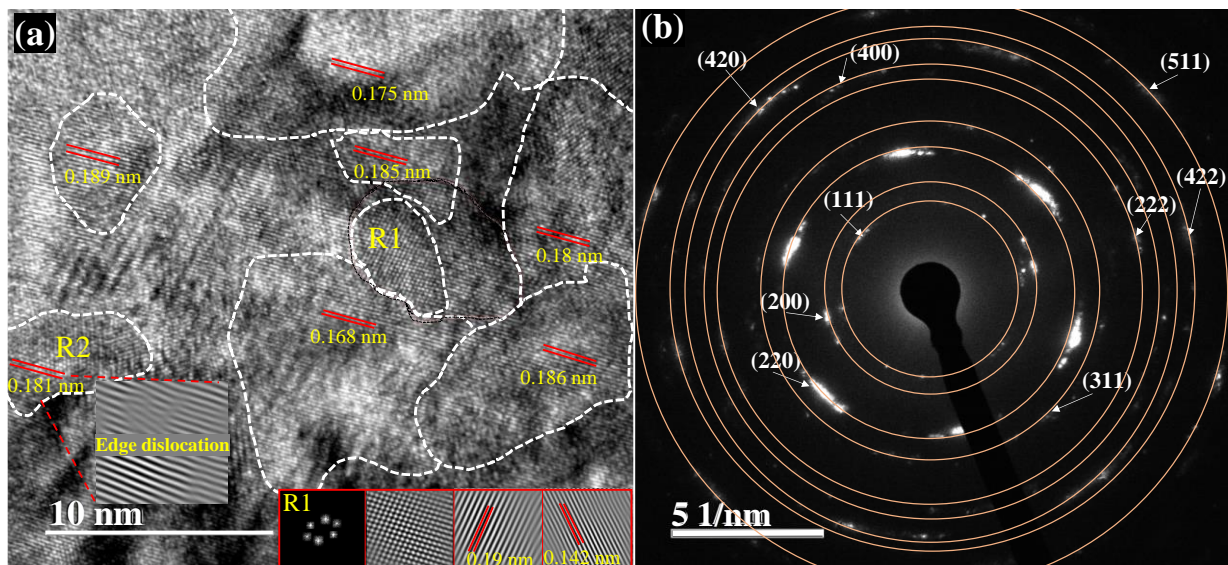 (a)
0.175 nm
0.189 nm
0.185 nm
R1
0.18 nm
0.168 nm
R2
0.181 nm
0.186 nm
Edge dislocation
10 nm
R1
0.19 nm
0.142 nm
(b)
(420)
(400)
(511)
(111)
(222)
(422)
(200)
(220)
(311)
5 1/nm